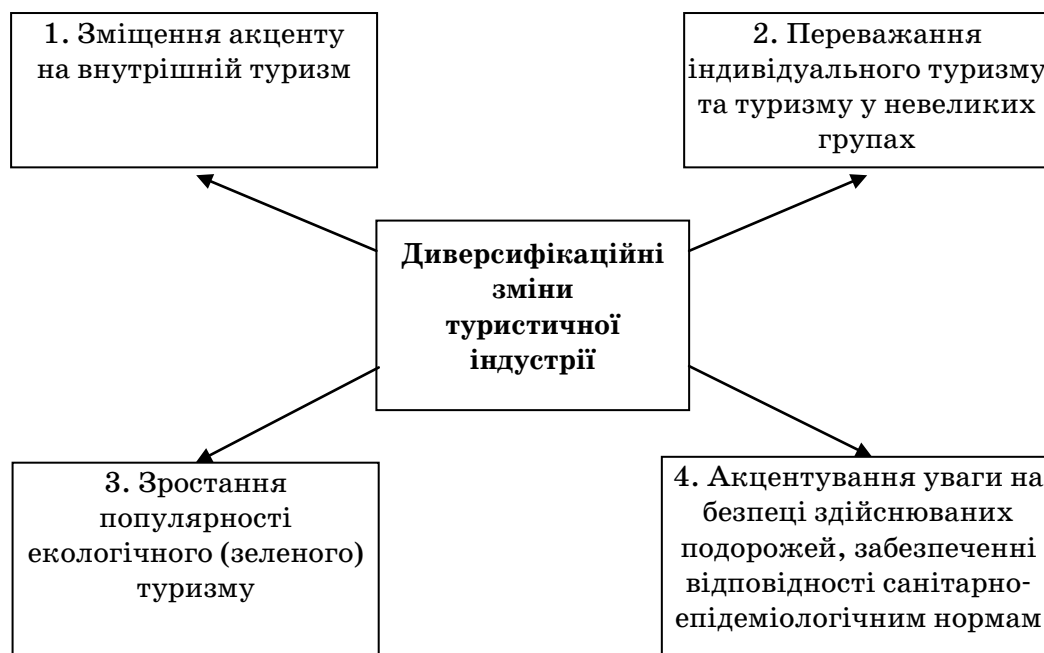 1. Зміщення акценту
на внутрішній туризм
2. Переважання
індивідуального туризму
та туризму у невеликих
групах
Диверсифікаційні
зміни
туристичної
індустрії
3. Зростання
популярності
екологічного (зеленого)
туризму
4. Акцентування уваги на
безпеці здійснюваних
подорожей, забезпеченні
відповідності санітарно-
епідеміологічним нормам